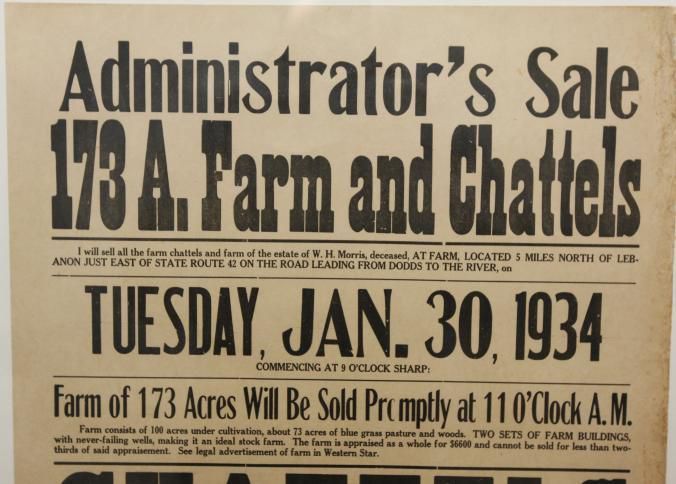 Administrator's Sale
173 A. Farm and Chattels
I will sell all the farm chattels and farm of the estate of W. H. Morris, deceased, AT FARM, LOCATED 5 MILES NORTH OF LEB-
ANON JUST EAST OF STATE ROUTE 42 ON THE ROAD LEADING FROM DODDS TO THE RIVER, on
TUESDAY, JAN. 30, 1934
COMMENCING AT 9 O'CLOCK SHARP:
Farm of 173 Acres Will Be Sold Promptly at 11 O'Clock A. M.
Farm consists of 100 acres under cultivation, about 73 acres of blue grass pasture and woods. TWO SETS OF FARM BUILDINGS,
with never-failing wells, making it an ideal stock farm. The farm is appraised as a whole for $6600 and cannot be sold for less than two-
thirds of said appraisement. See legal advertisement of farm in Western Star.